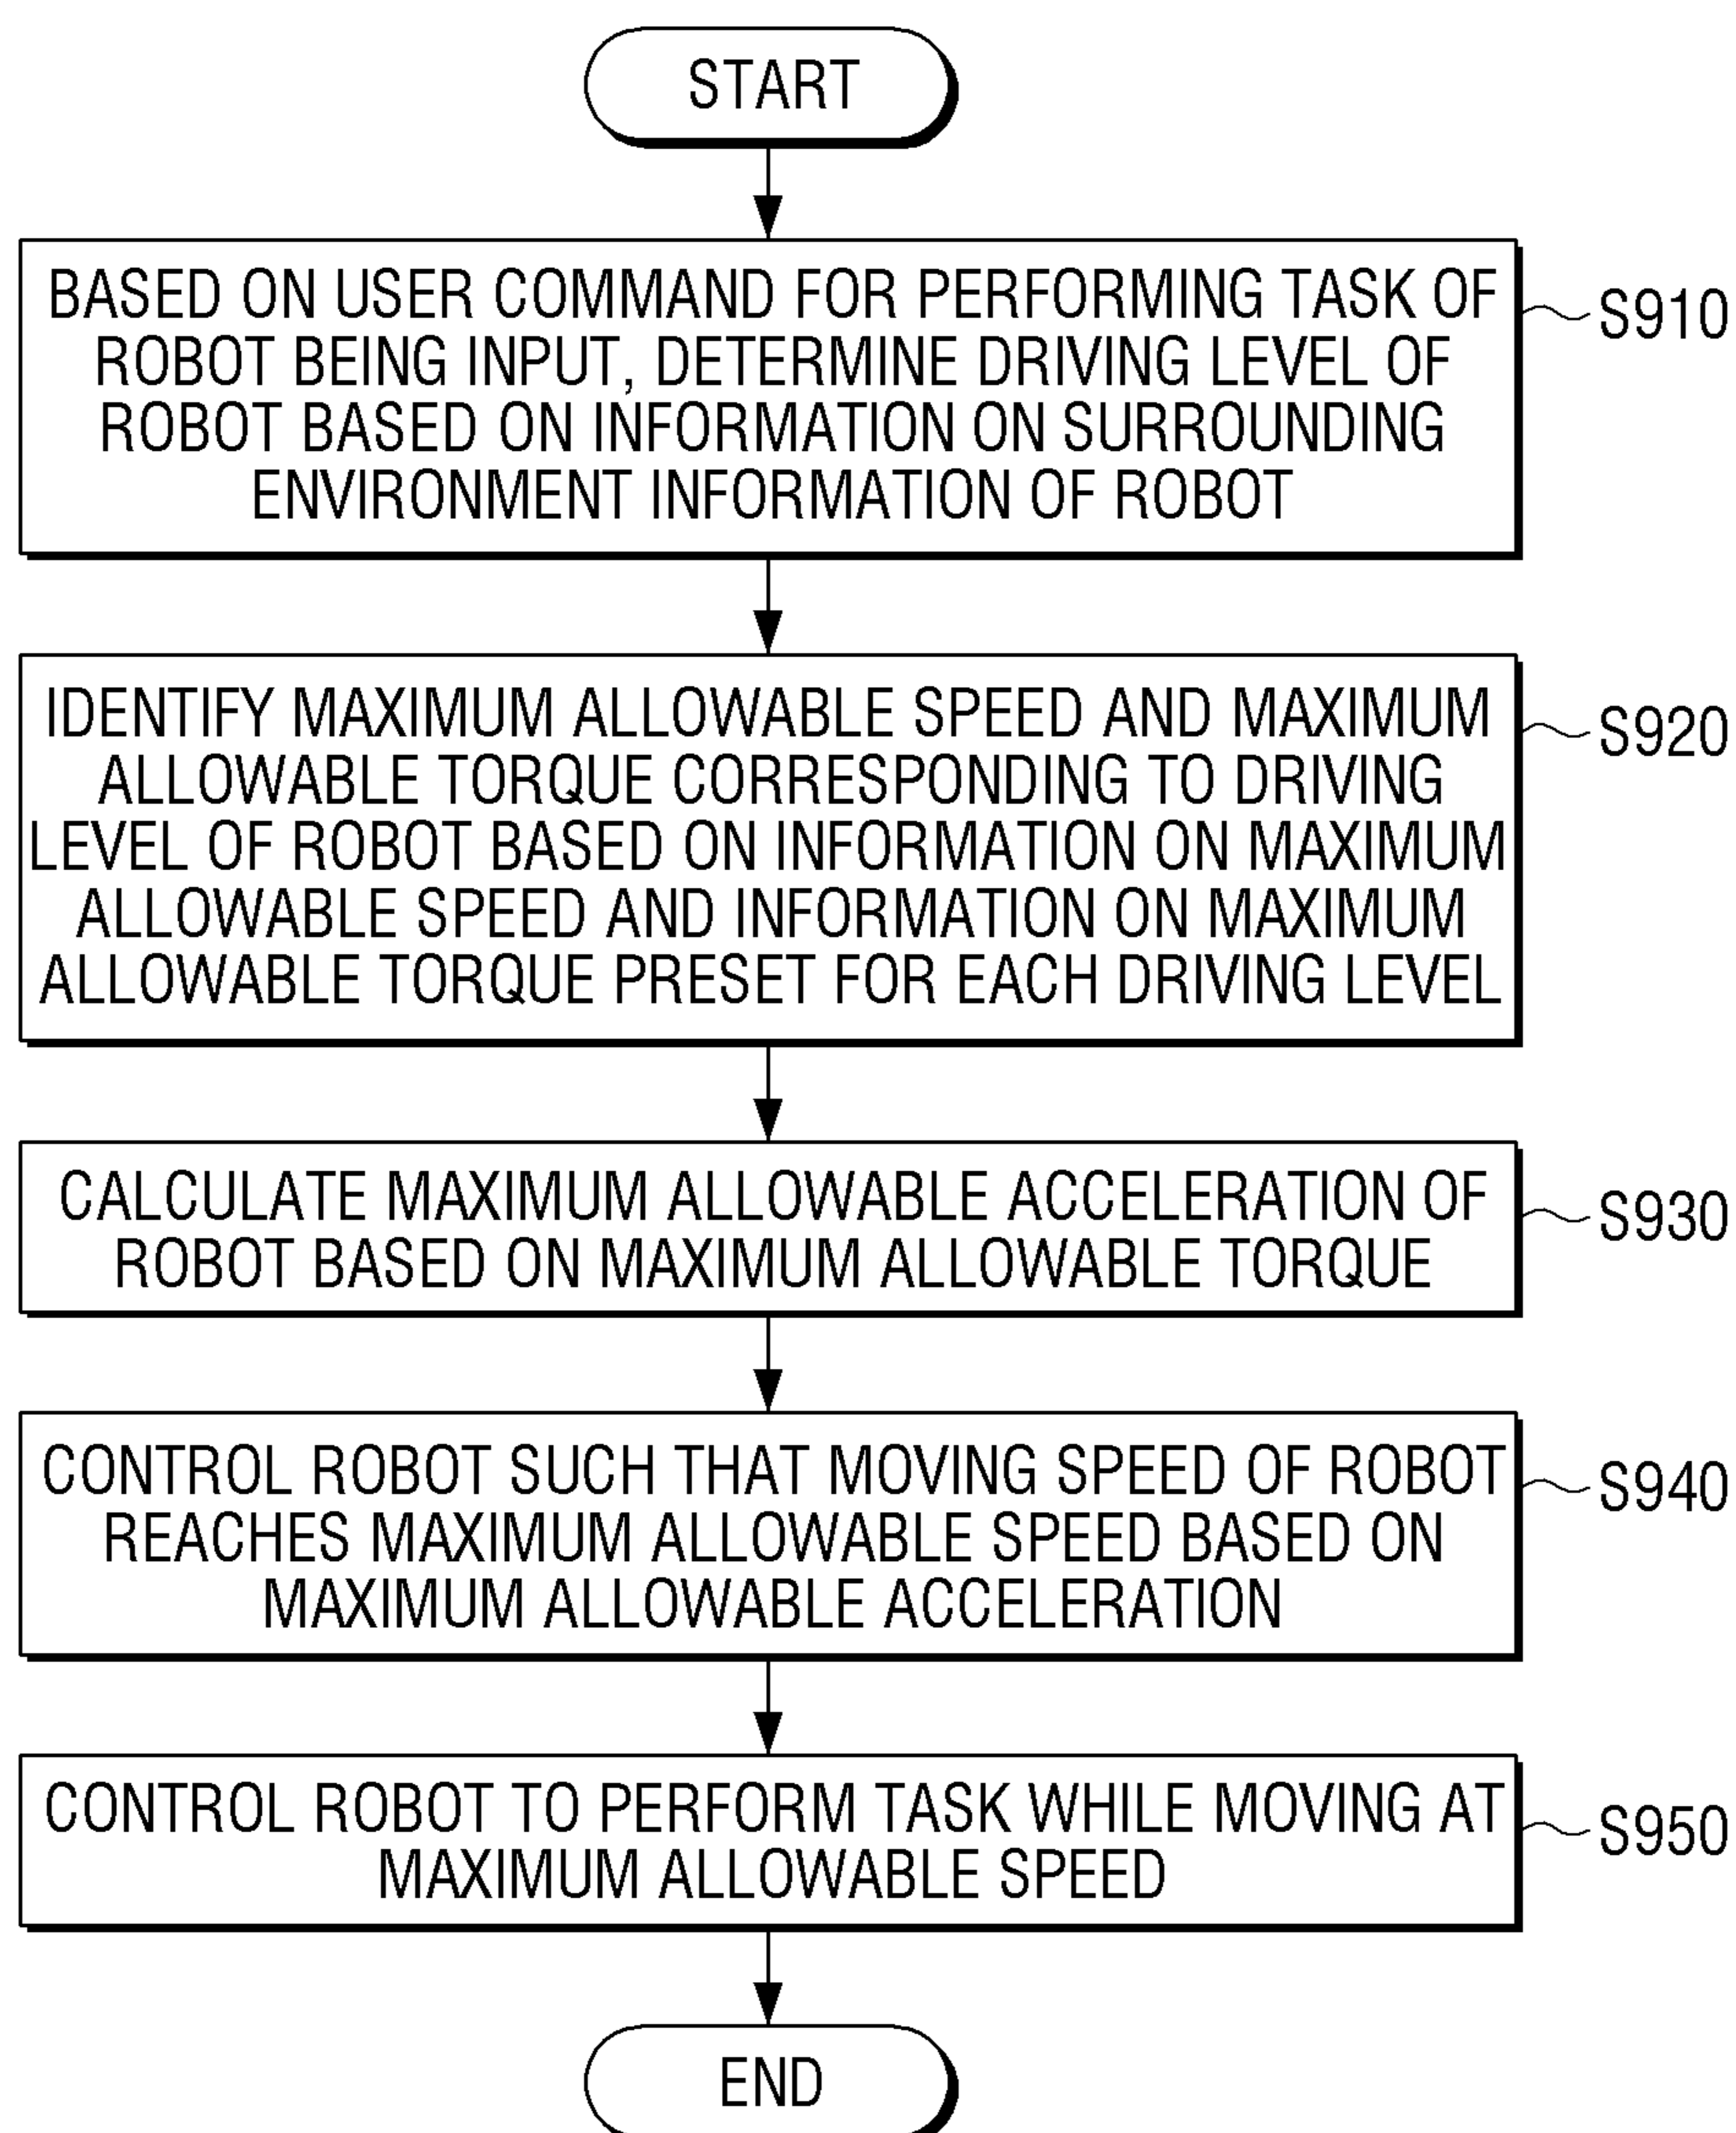 START
BASED ON USER COMMAND FOR PERFORMING TASK OF
ROBOT BEING INPUT, DETERMINE DRIVING LEVEL OF
ROBOT BASED ON INFORMATION ON SURROUNDING
ENVIRONMENT INFORMATION OF ROBOT
S910
IDENTIFY MAXIMUM ALLOWABLE SPEED AND MAXIMUM
ALLOWABLE TORQUE CORRESPONDING TO DRIVING
LEVEL OF ROBOT BASED ON INFORMATION ON MAXIMUM
ALLOWABLE SPEED AND INFORMATION ON MAXIMUM
ALLOWABLE TORQUE PRESET FOR EACH DRIVING LEVEL
S920
CALCULATE MAXIMUM ALLOWABLE ACCELERATION OF
ROBOT BASED ON MAXIMUM ALLOWABLE TORQUE
S930
CONTROL ROBOT SUCH THAT MOVING SPEED OF ROBOT
REACHES MAXIMUM ALLOWABLE SPEED BASED ON
MAXIMUM ALLOWABLE ACCELERATION
S940
CONTROL ROBOT TO PERFORM TASK WHILE MOVING AT
MAXIMUM ALLOWABLE SPEED
S950
END